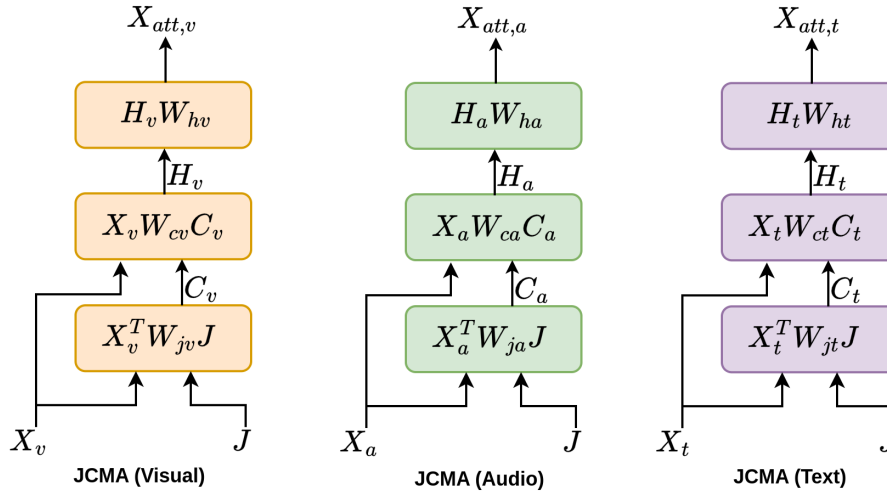 X_{att,v}
H_v W_{hv}
H_v
X_v W_{cv} C_v
C_v
X_v^T W_{jv} J
X_v
J
JCMA (Visual)
X_{att,a}
H_a W_{ha}
H_a
X_a W_{ca} C_a
C_a
X_a^T W_{ja} J
X_a
J
JCMA (Audio)
X_{att,t}
H_t W_{ht}
H_t
X_t W_{ct} C_t
C_t
X_t^T W_{jt} J
X_t
J
JCMA (Text)